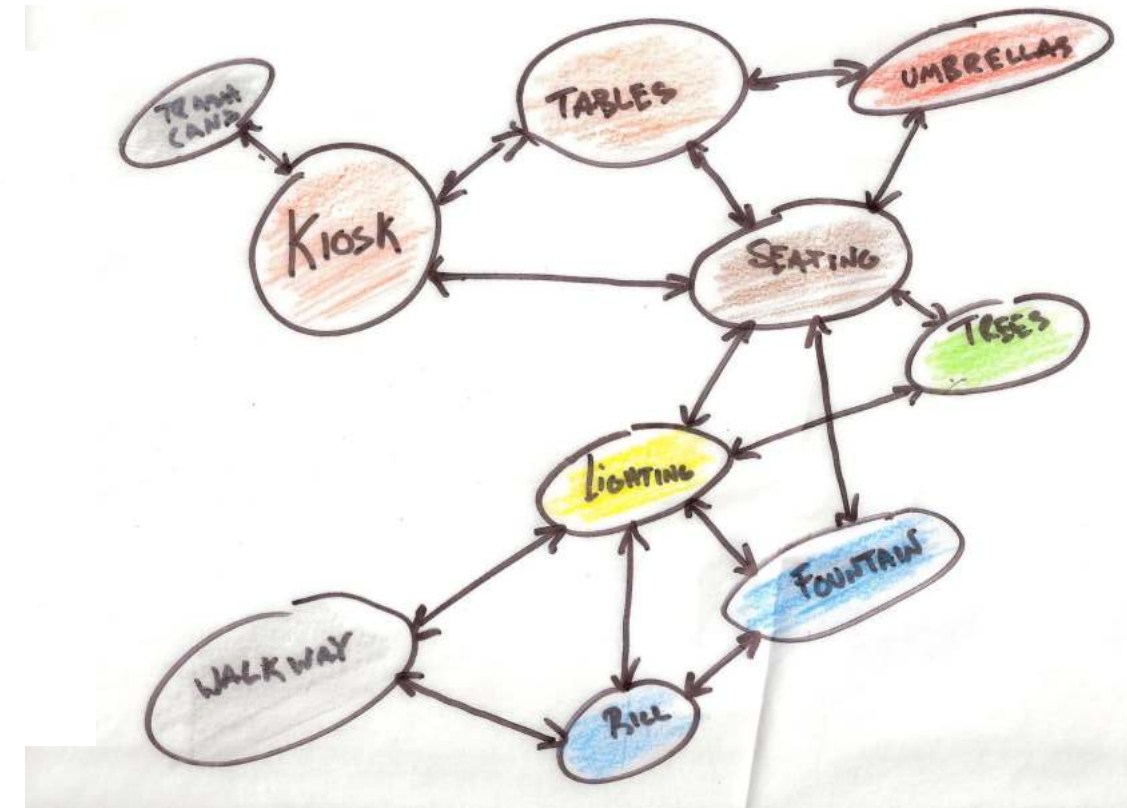 UMBRELLAS
TABLES
TRASH
CANS
KIOSK
SEATING
TREES
LIGHTING
FOUNTAIN
WALKWAY
RILL